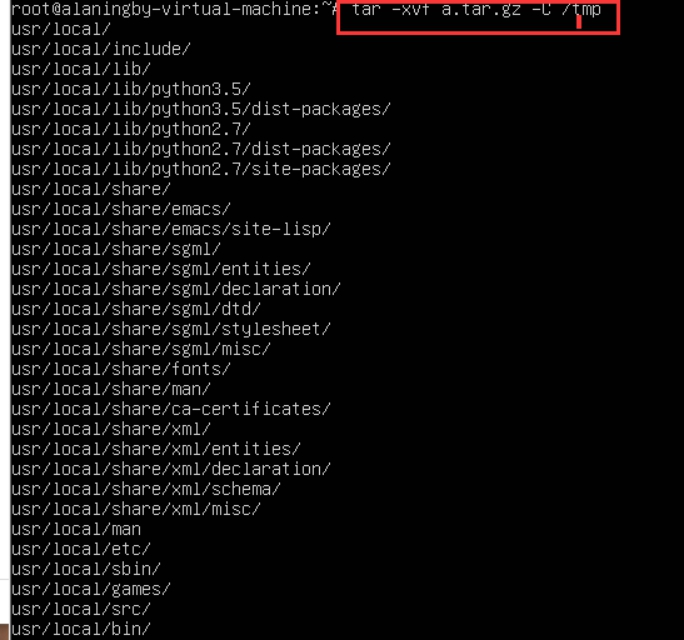 root@alaningby-virtual-machine:~# tar -xvf a.tar.gz -C /tmp
usr/local/
usr/local/include/
usr/local/lib/
usr/local/lib/python3.5/
usr/local/lib/python3.5/dist-packages/
usr/local/lib/python2.7/
usr/local/lib/python2.7/dist-packages/
usr/local/lib/python2.7/site-packages/
usr/local/share/
usr/local/share/emacs/
usr/local/share/emacs/site-lisp/
usr/local/share/sgml/
usr/local/share/sgml/entities/
usr/local/share/sgml/declaration/
usr/local/share/sgml/dtd/
usr/local/share/sgml/stylesheet/
usr/local/share/sgml/misc/
usr/local/share/fonts/
usr/local/share/man/
usr/local/share/ca-certificates/
usr/local/share/xml/
usr/local/share/xml/entities/
usr/local/share/xml/declaration/
usr/local/share/xml/schema/
usr/local/share/xml/misc/
usr/local/man
usr/local/etc/
usr/local/sbin/
usr/local/games/
usr/local/src/
usr/local/bin/